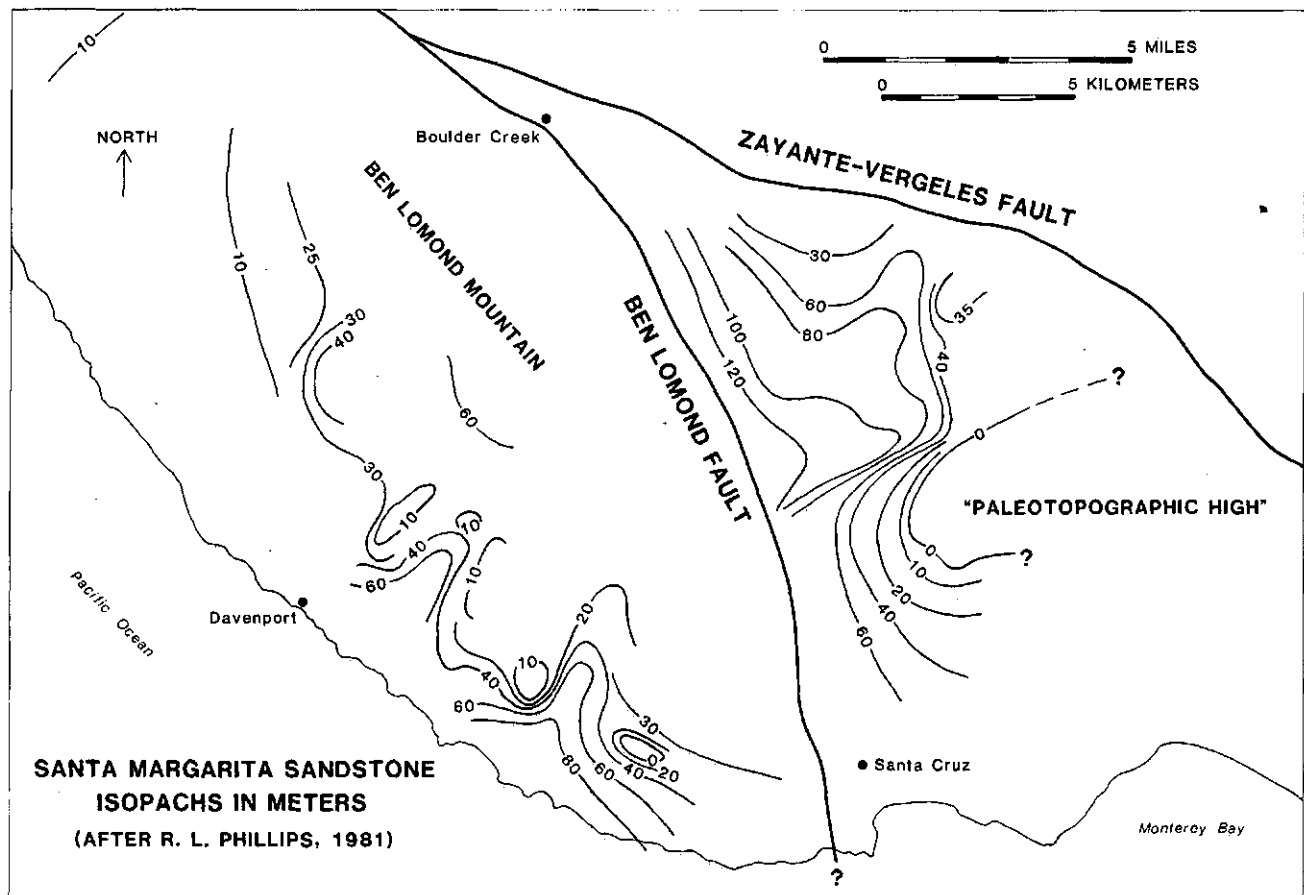 10
0 5 MILES
0 5 KILOMETERS
NORTH
Boulder Creek
ZAYANTE-VERGELES FAULT
BEN LOMOND MOUNTAIN
BEN LOMOND FAULT
10
25
30
40
60
30
60
80
100
120
35
40
0
?
"PALEOTOPOGRAPHIC HIGH"
0
?
10
20
40
60
30
10
10
40
60
10
20
10
40
60
30
0
20
40
60
80
Pacific Ocean
Davenport
Santa Cruz
Monterey Bay
?
SANTA MARGARITA SANDSTONE
ISOPACHS IN METERS
(AFTER R. L. PHILLIPS, 1981)